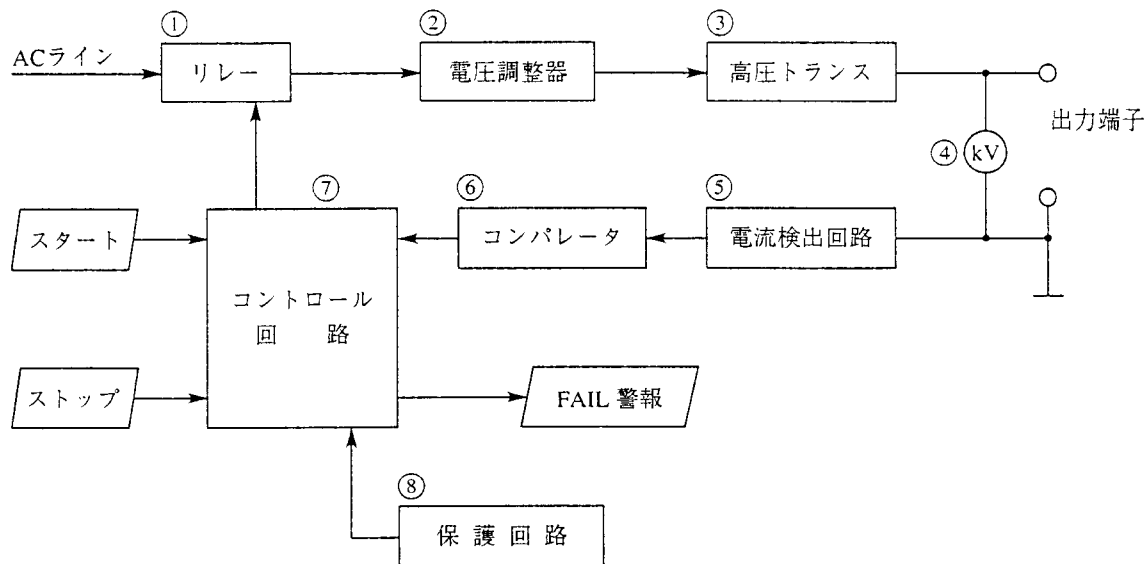 ①
②
③
ACライン
リレー
電圧調整器
高圧トランス
出力端子
④
kV
⑦
⑥
⑤
スタート
コンパレータ
電流検出回路
コントロール
回 路
ストップ
FAIL 警報
⑧
保 護 回 路